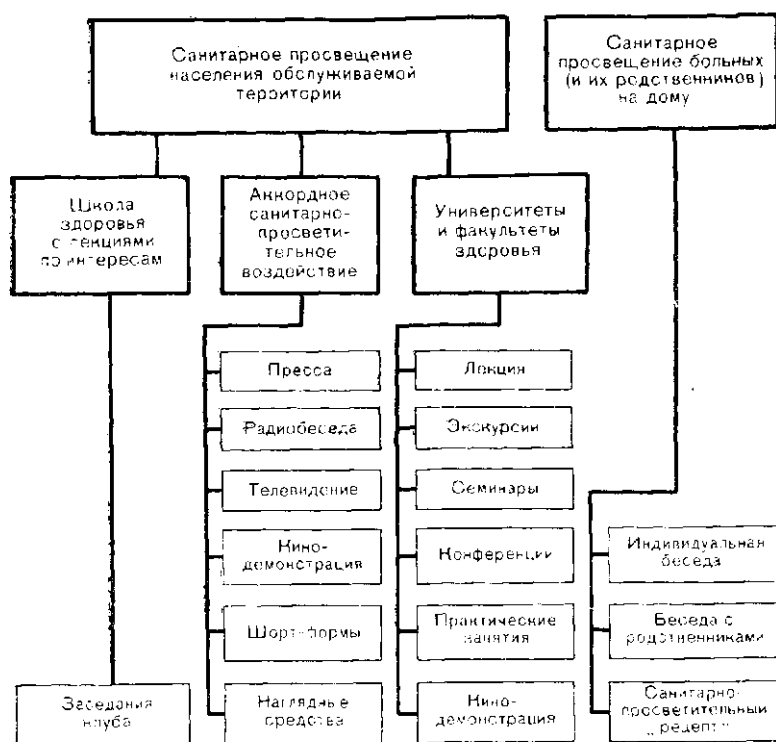 Санитарное просвещение
населения обслуживаемой
территории
Санитарное
просвещение больных
(и их родственников)
на дому
Школа
здоровья
с лекциями
по интересам
Аккордное
санитарно-
просвети-
тельное
воздействие
Университеты
и факультеты
здоровья
Пресса
Радиобеседа
Телевидение
Кино-
демонстрация
Шорт-формы
Наглядные
средства
Лекция
Экскурсии
Семинары
Конференции
Практические
занятия
Кино-
демонстрация
Индивидуальная
беседа
Беседа с
родственниками
Санитарно-
просветительный
„рецепт"
Заседания
клуба